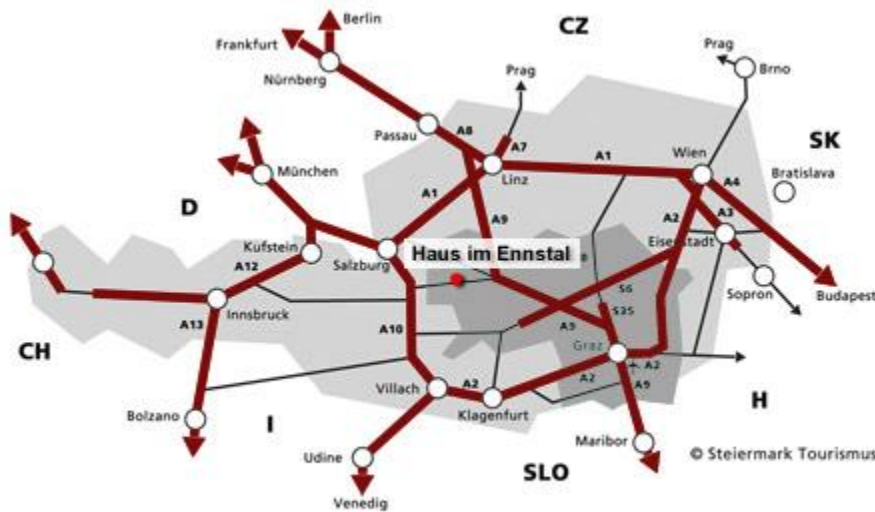 Berlin
CZ
Frankfurt
Prag
Brno
Nürnberg
Prag
Passau
A8
A7
SK
A1
Wien
München
Linz
Bratislava
A1
A4
D
A9
A2
A3
Kufstein
Salzburg
Haus im Ennstal
Eisenstadt
A12
Sopron
S6
Budapest
Innsbruck
S35
A13
A10
A9
Graz
CH
A2
Villach
A2
A2
A9
Klagenfurt
H
Bolzano
I
Maribor
© Steiermark Tourismus
Udine
SLO
Venedig